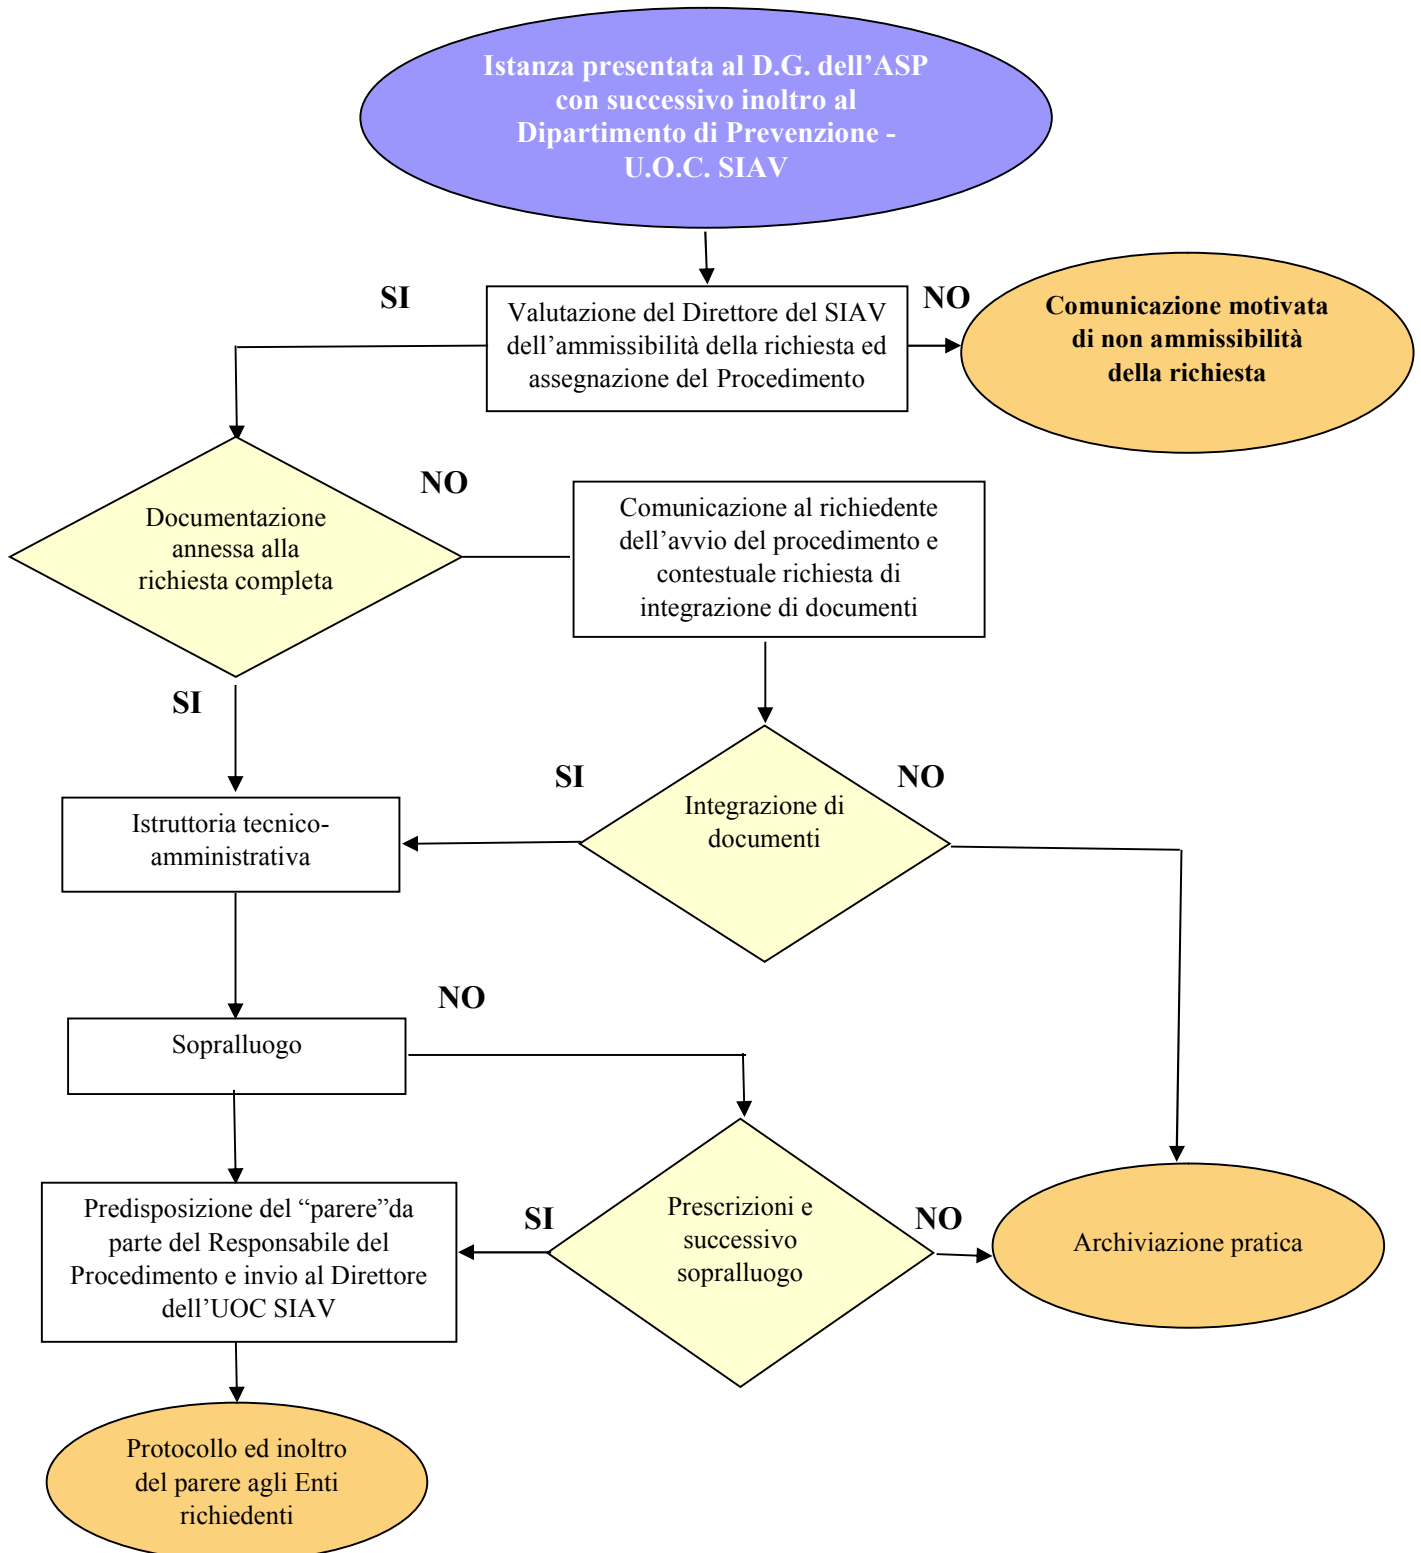 Istanza presentata al D.G. dell’ASP
con successivo inoltro al
Dipartimento di Prevenzione -
U.O.C. SIAV
SI
Valutazione del Direttore del SIAV
dell’ammissibilità della richiesta ed
assegnazione del Procedimento
NO
Comunicazione motivata
di non ammissibilità
della richiesta
Documentazione
annessa alla
richiesta completa
NO
Comunicazione al richiedente
dell’avvio del procedimento e
contestuale richiesta di
integrazione di documenti
SI
Istruttoria tecnico-
amministrativa
SI
Integrazione di
documenti
NO
Sopralluogo
NO
Predisposizione del “parere”da
parte del Responsabile del
Procedimento e invio al Direttore
dell’UOC SIAV
SI
Prescrizioni e
successivo
sopralluogo
NO
Archiviazione pratica
Protocollo ed inoltro
del parere agli Enti
richiedenti